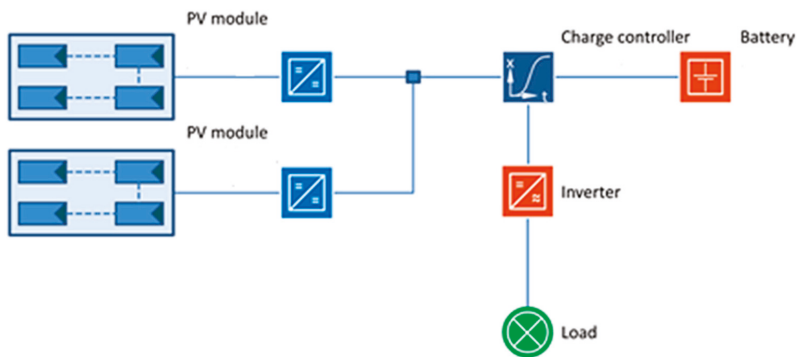 PV module
Charge controller
Battery
x
t
PV module
Inverter
Load